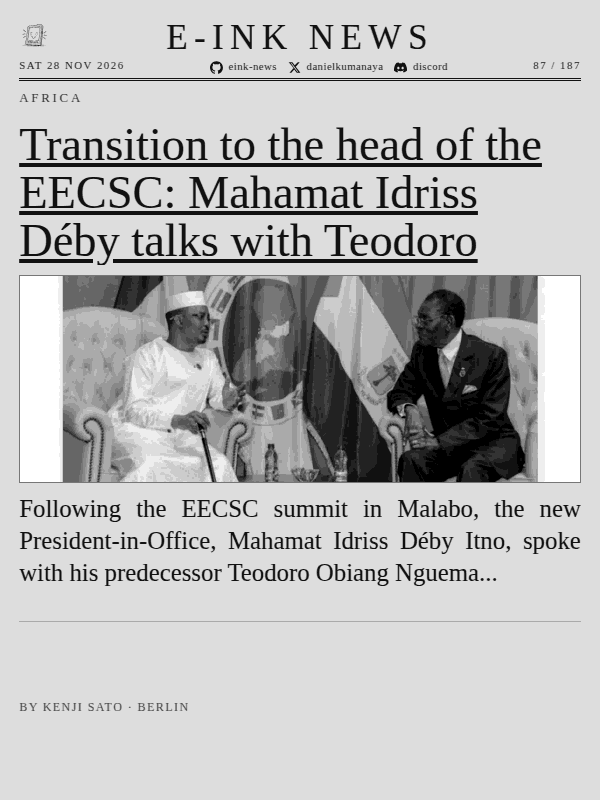 E-INK NEWS
SAT 28 NOV 2026
eink-news danielkumanaya discord
87 / 187
AFRICA
Transition to the head of the
EECSC: Mahamat Idriss
Déby talks with Teodoro
Following the EECSC summit in Malabo, the new
President-in-Office, Mahamat Idriss Déby Itno, spoke
with his predecessor Teodoro Obiang Nguema...
BY KENJI SATO · BERLIN